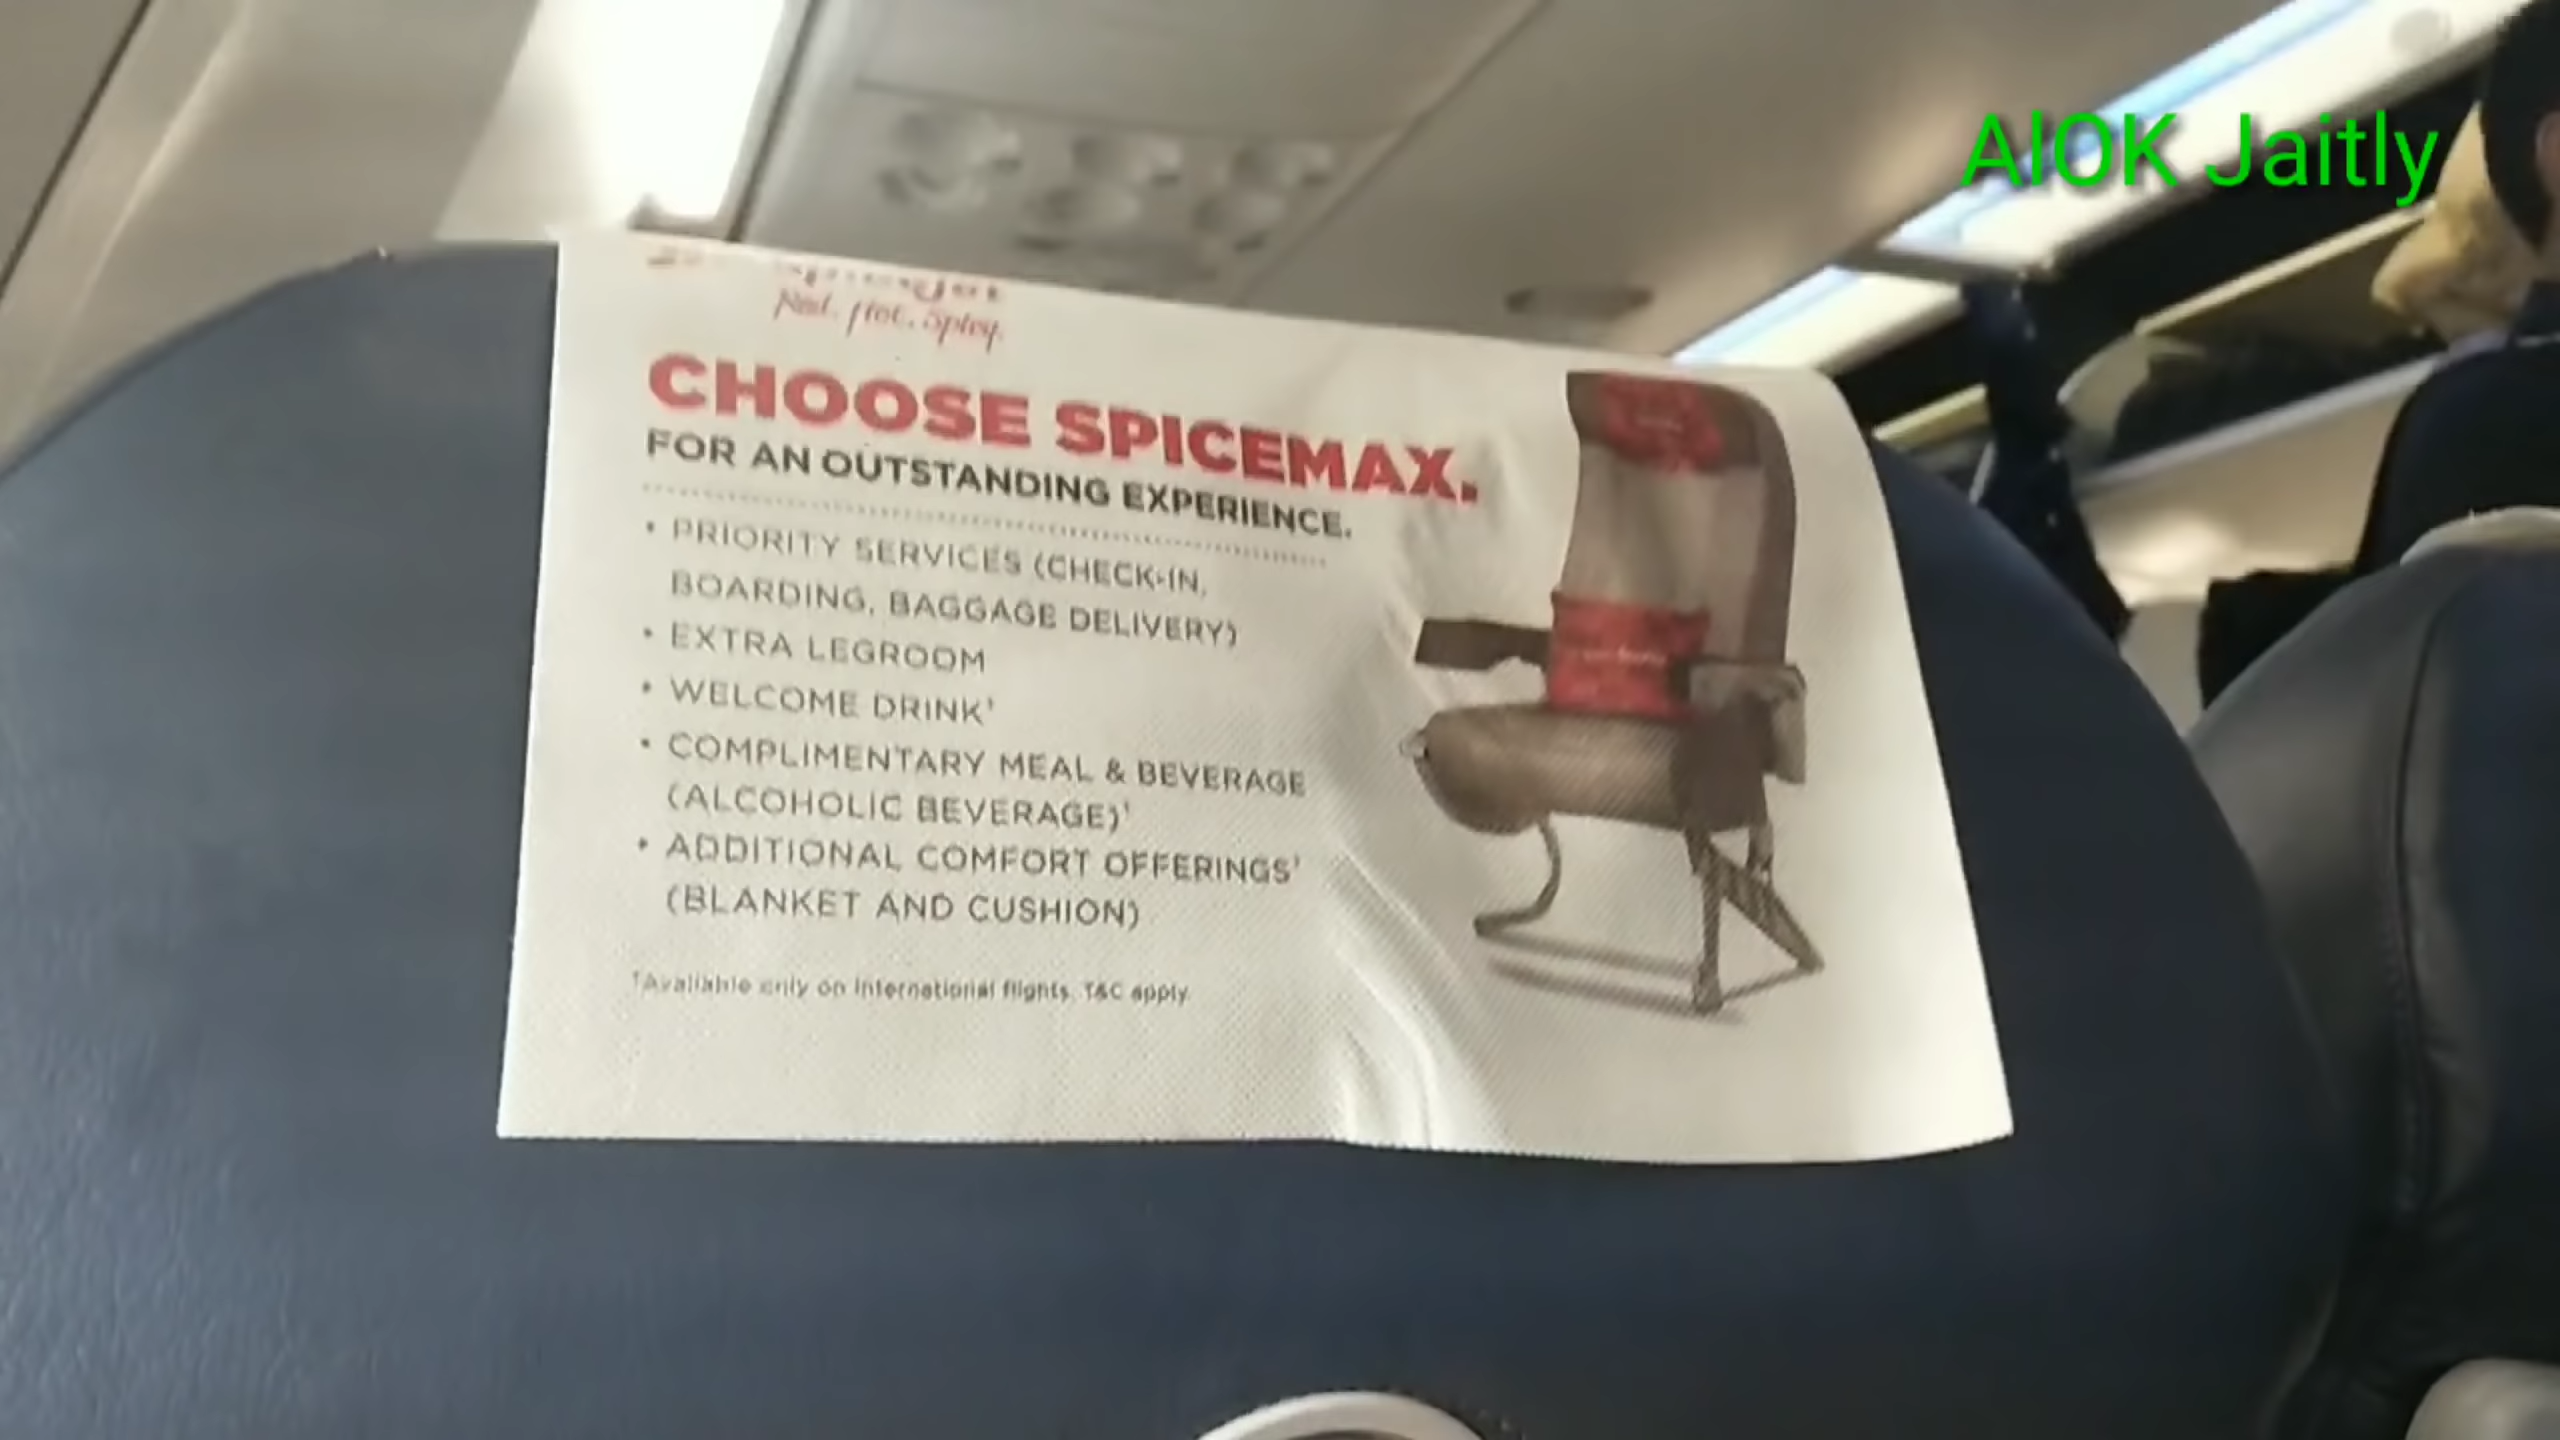 AlOK Jaitly
Red. Hot. Spicy.
CHOOSE SPICEMAX.
FOR AN OUTSTANDING EXPERIENCE.
• PRIORITY SERVICES (CHECK-IN,
BOARDING, BAGGAGE DELIVERY)
• EXTRA LEGROOM
• WELCOME DRINK†
• COMPLIMENTARY MEAL & BEVERAGE
(ALCOHOLIC BEVERAGE)†
• ADDITIONAL COMFORT OFFERINGS†
(BLANKET AND CUSHION)
†Available only on International flights. T&C apply.